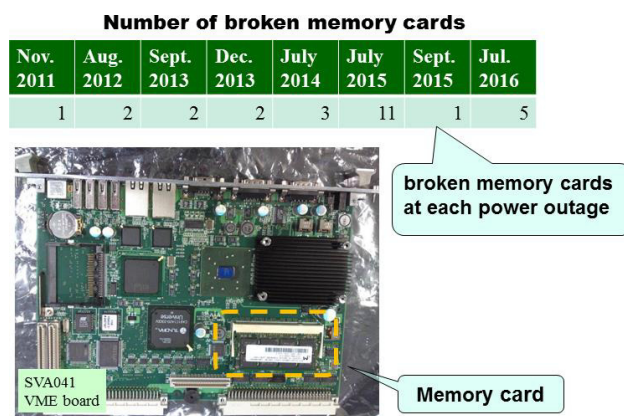 Number of broken memory cards
Nov. 2011 Aug. 2012 Sept. 2013 Dec. 2013 July 2014 July 2015 Sept. 2015 Jul. 2016
1 2 2 2 3 11 1 5
broken memory cards
at each power outage
SVA041
VME board
Memory card